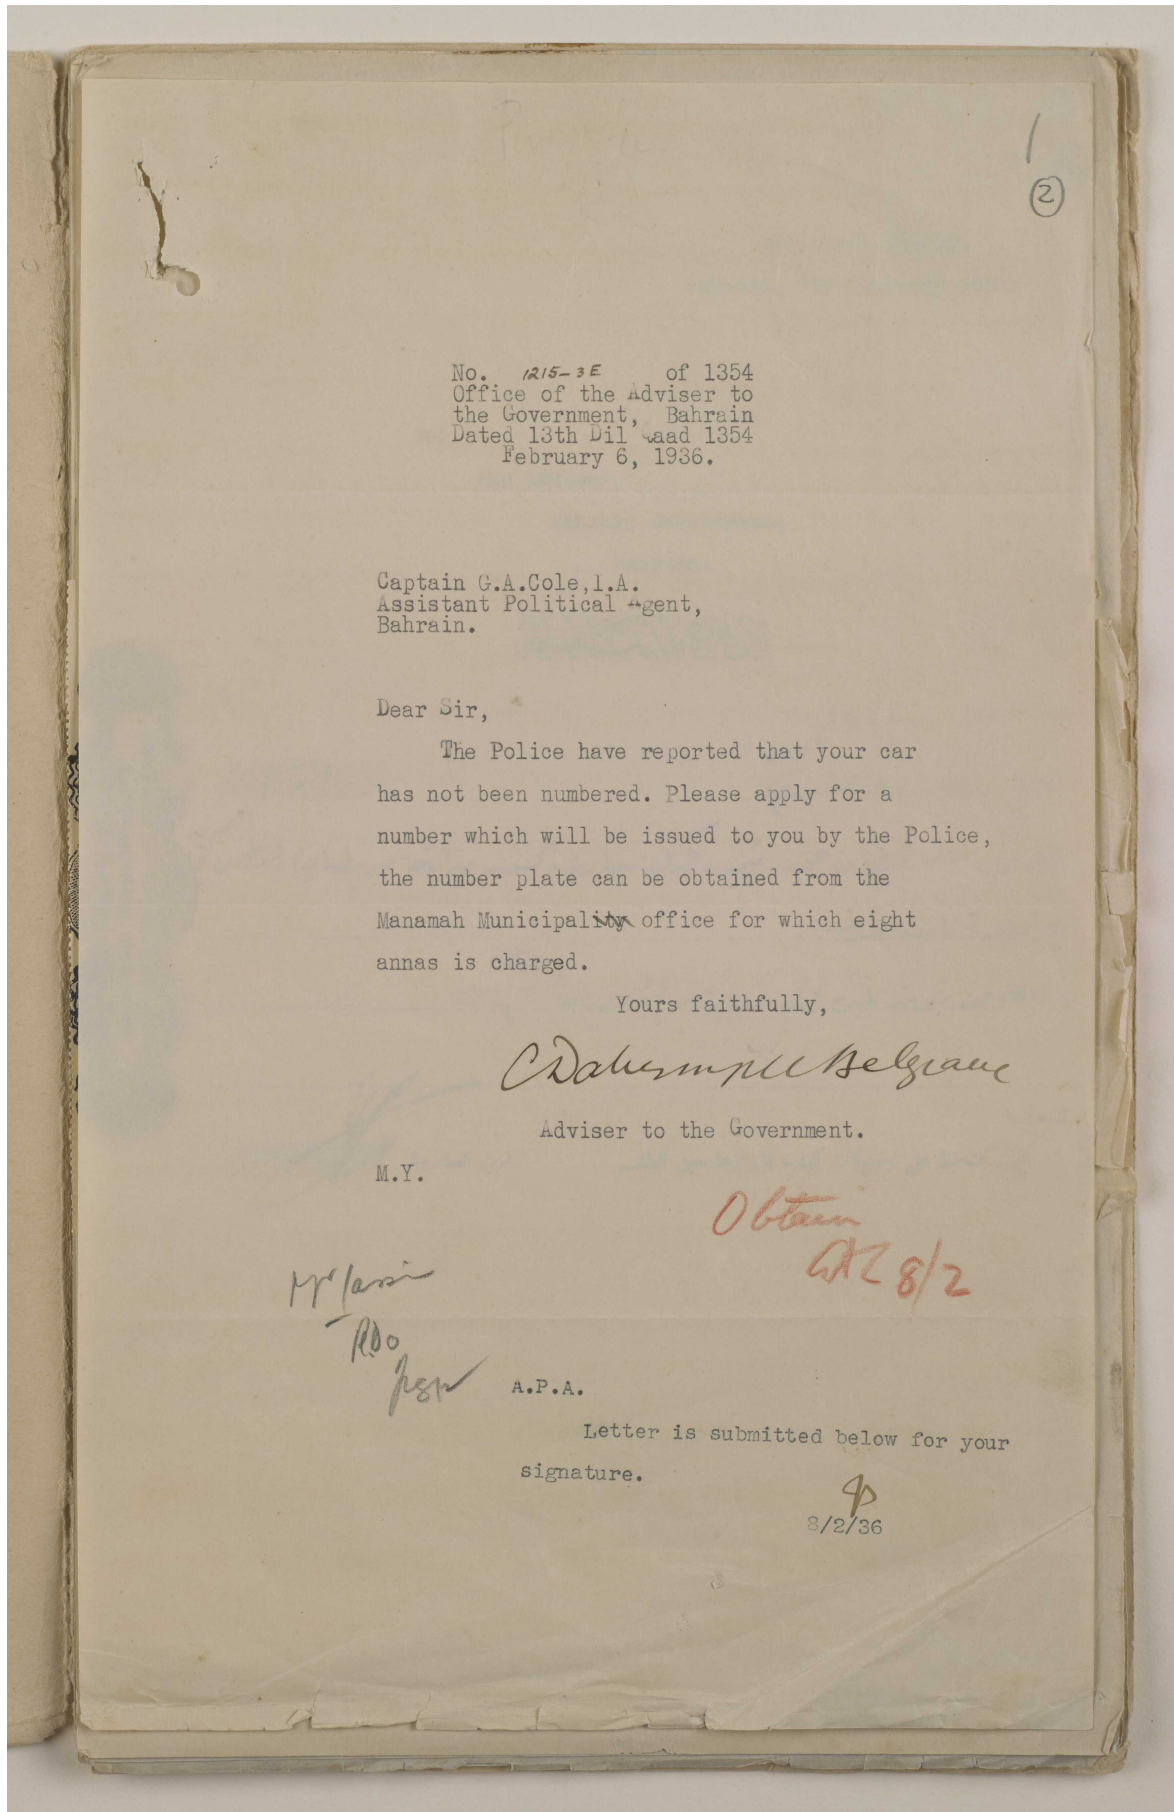 1
2
No. 1215-3E of 1354
Office of the Adviser to
the Government, Bahrain
Dated 13th Dil Qaad 1354
February 6, 1936.
Captain G.A.Cole,I.A.
Assistant Political Agent,
Bahrain.
Dear Sir,
The Police have reported that your car
has not been numbered. Please apply for a
number which will be issued to you by the Police,
the number plate can be obtained from the
Manamah Municipality office for which eight
annas is charged.
Yours faithfully,
CDalrymple Belgrave
Adviser to the Government.
M.Y.
Obtain
GAC 8/2
A.P.A.
Letter is submitted below for your
signature.
8/2/36